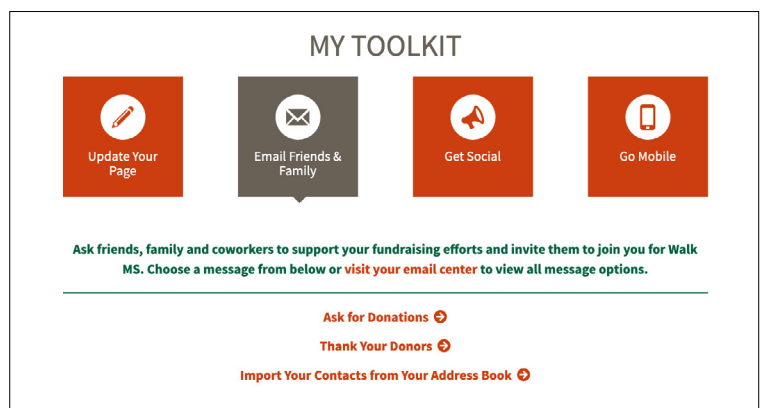 MY TOOLKIT
Update Your
Page
Email Friends &
Family
Get Social
Go Mobile
Ask friends, family and coworkers to support your fundraising efforts and invite them to join you for Walk
MS. Choose a message from below or visit your email center to view all message options.
Ask for Donations
Thank Your Donors
Import Your Contacts from Your Address Book